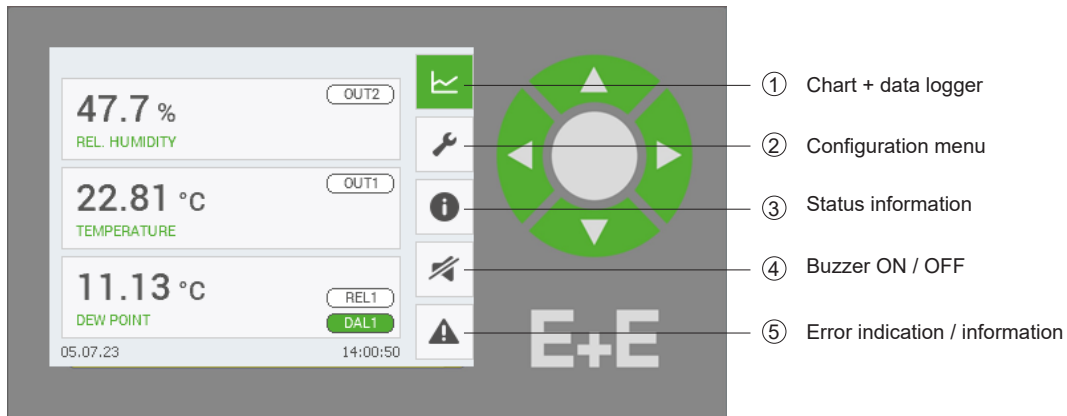 47.7 %
OUT2
REL. HUMIDITY
22.81 °C
OUT1
TEMPERATURE
11.13 °C
REL1
DEW POINT
DAL1
05.07.23
14:00:50
E+E
1 Chart + data logger
2 Configuration menu
3 Status information
4 Buzzer ON / OFF
5 Error indication / information